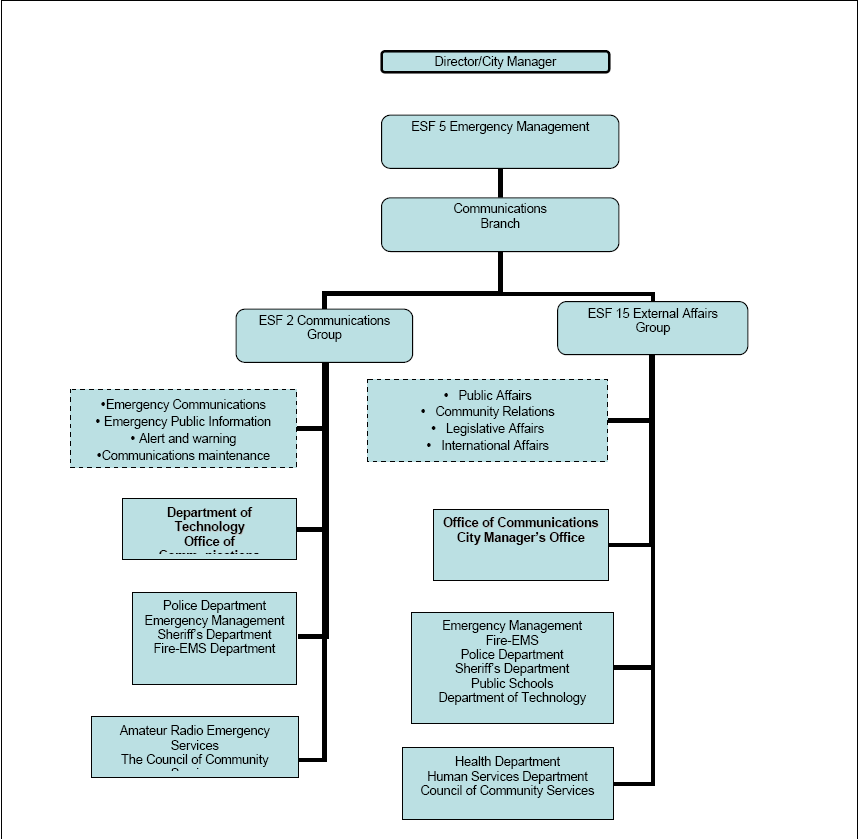 Director/City Manager
ESF 5 Emergency Management
Communications
Branch
ESF 2 Communications
Group
ESF 15 External Affairs
Group
•Emergency Communications
• Emergency Public Information
• Alert and warning
•Communications maintenance
• Public Affairs
• Community Relations
• Legislative Affairs
• International Affairs
Department of
Technology
Office of
Office of Communications
City Manager's Office
Police Department
Emergency Management
Sheriff's Department
Fire-EMS Department
Emergency Management
Fire-EMS
Police Department
Sheriff's Department
Public Schools
Department of Technology
Amateur Radio Emergency
Services
The Council of Community
Health Department
Human Services Department
Council of Community Services